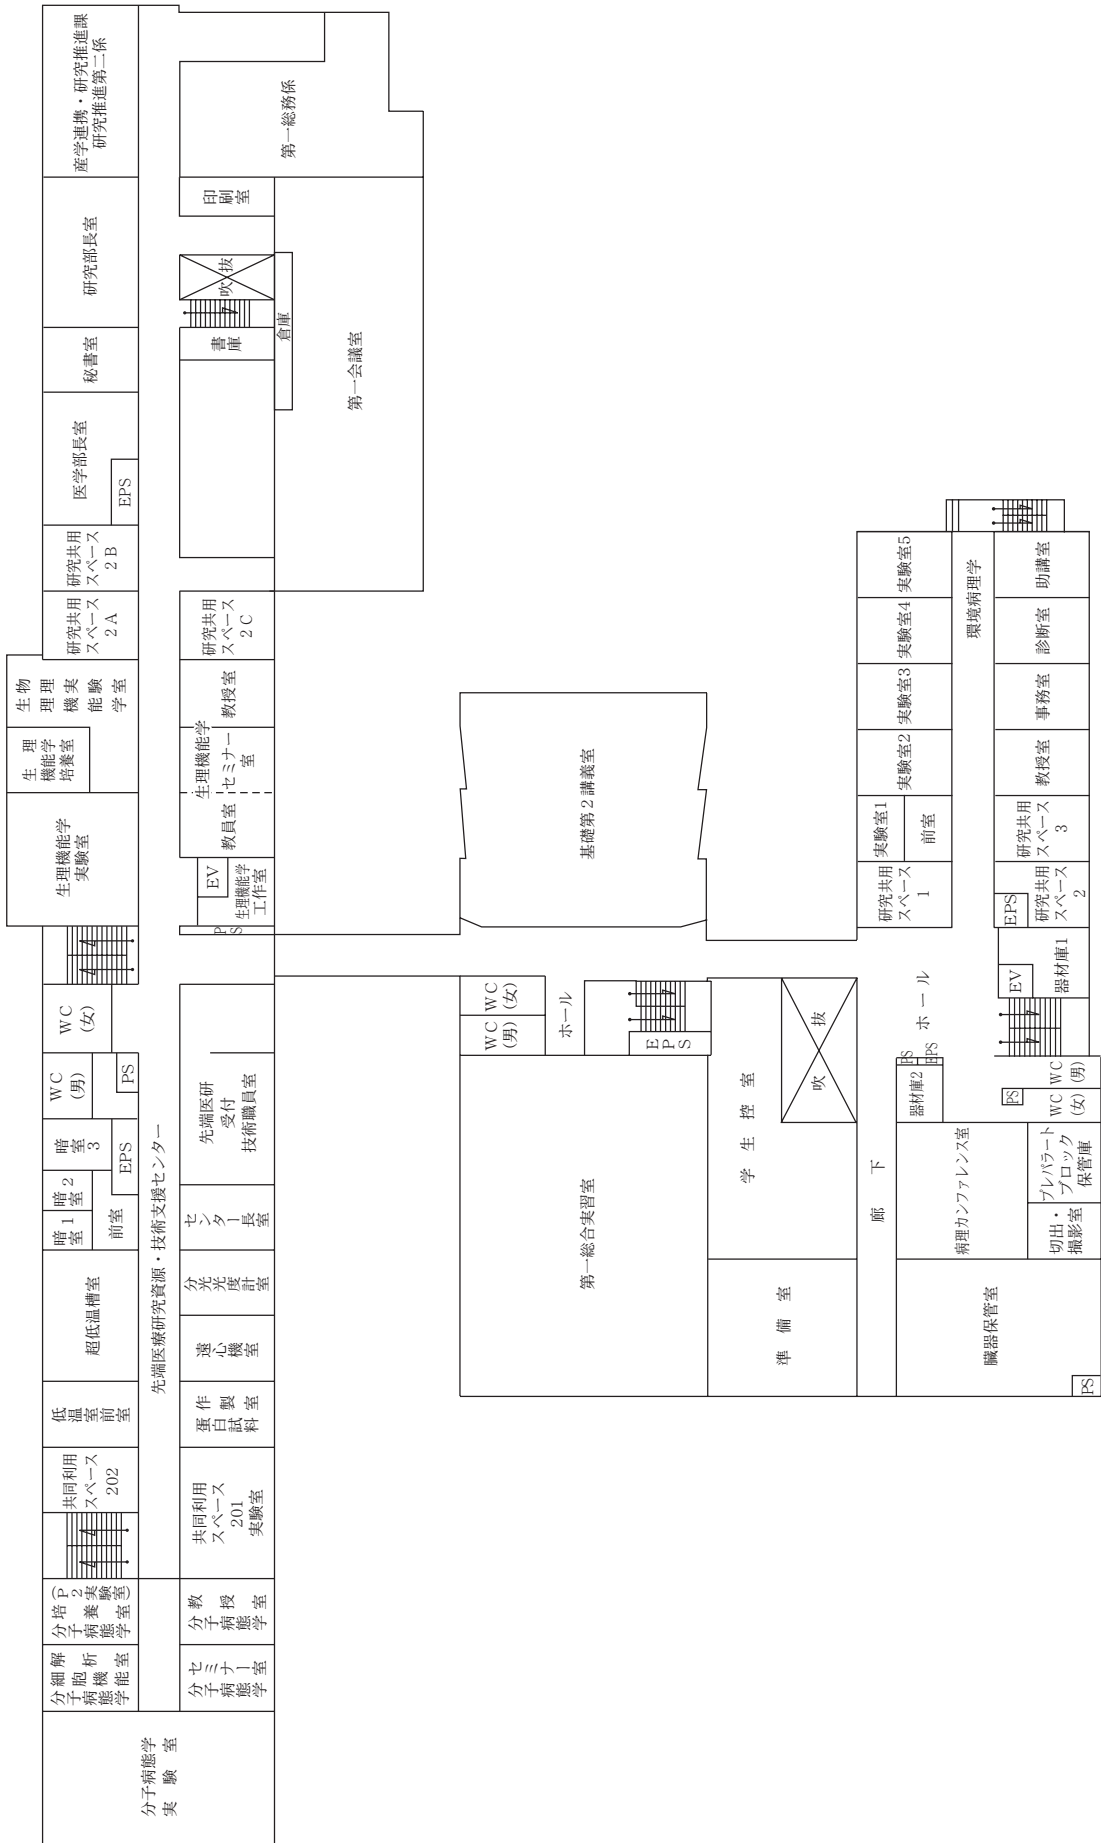 分子病態学
実験室
分子病態学
細胞機能
解析室
分子病態学
培養室
(P2実験室)
共同利用
スペース
202
低温室
前室
超低温槽室
暗室1
暗室2
前室
暗室
3
EPS
WC
(男)
PS
WC
(女)
生理機能学
実験室
生理
機能学
培養室
生理機能学
物理実験室
研究共用
スペース
2A
研究共用
スペース
2B
医学部長室
EPS
秘書室
研究部長室
産学連携・研究推進課
研究推進第二係
先端医療研究資源・技術支援センター
分子病態学
セミナー室
分子病態学
教授室
共同利用
スペース
201
実験室
蛋白試料
作製室
遠心機室
分光光度計室
センター長室
先端医研
受付
技術職員室
PS
EV
生理機能学
工作室
教員室
生理機能学
セミナー
室
教授室
研究共用
スペース
2C
書庫
吹抜
印刷室
倉庫
第一会議室
第一総務係
第一総合実習室
WC
(男)
WC
(女)
ホール
EPS
基礎第2講義室
準備室
学生控室
吹抜
廊下
ホール
研究共用
スペース
1
実験室1
前室
実験室2
実験室3
実験室4
実験室5
環境病理学
臓器保管室
PS
病理カンファレンス室
切出・
撮影室
プレパラート
ブロック
保管庫
器材庫2
PS
EPS
PS
WC
(女)
WC
(男)
EV
器材庫1
EPS
研究共用
スペース
2
研究共用
スペース
3
教授室
事務室
診断室
助講室